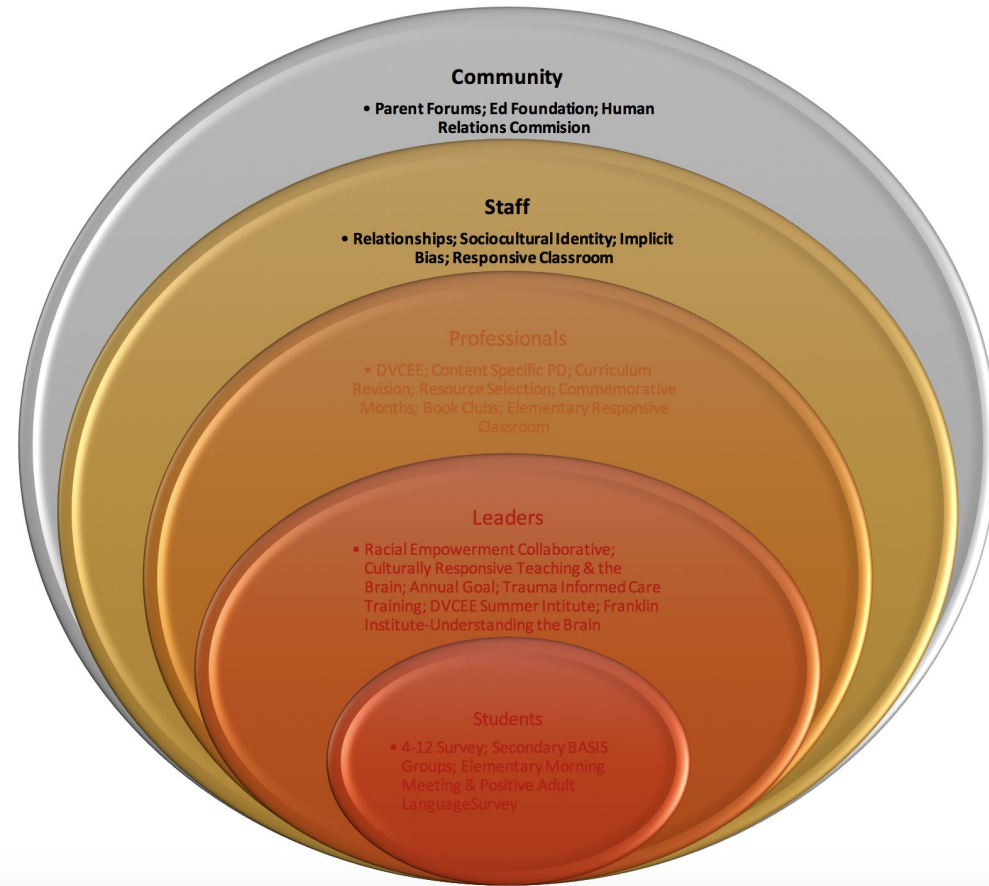 Community
• Parent Forums; Ed Foundation; Human
Relations Commision
Staff
• Relationships; Sociocultural Identity; Implicit
Bias; Responsive Classroom
Professionals
• DVCEE; Content Specific PD; Curriculum
Revision; Resource Selection; Commemorative
Months; Book Clubs; Elementary Responsive
Classroom
Leaders
• Racial Empowerment Collaborative;
Culturally Responsive Teaching & the
Brain; Annual Goal; Trauma Informed Care
Training; DVCEE Summer Intitute; Franklin
Institute-Understanding the Brain
Students
• 4-12 Survey; Secondary BASIS
Groups; Elementary Morning
Meeting & Positive Adult
LanguageSurvey